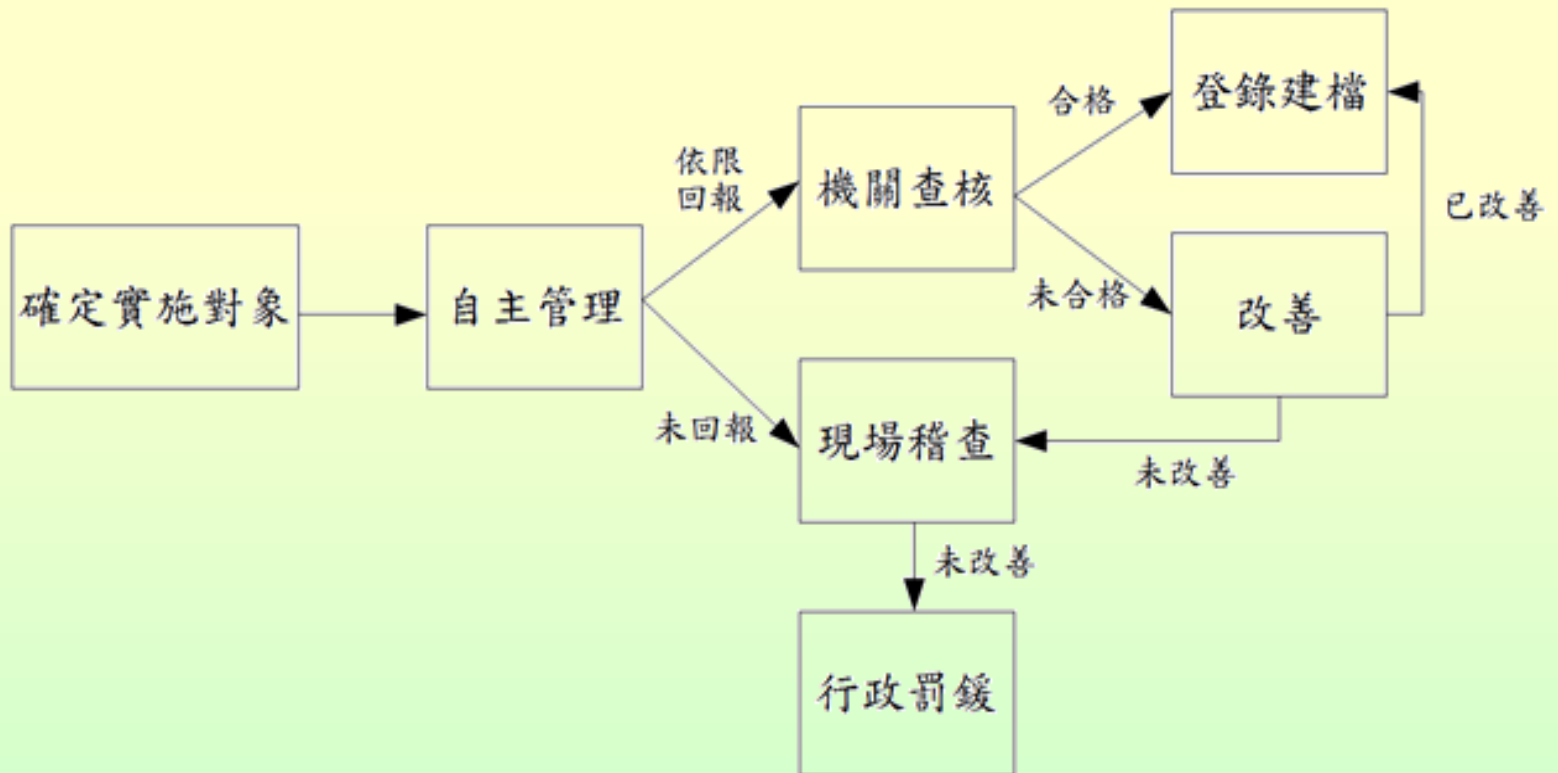 確定實施對象
自主管理
依限
回報
未回報
機關查核
合格
未合格
登錄建檔
已改善
改善
未改善
現場稽查
未改善
行政罰鍰